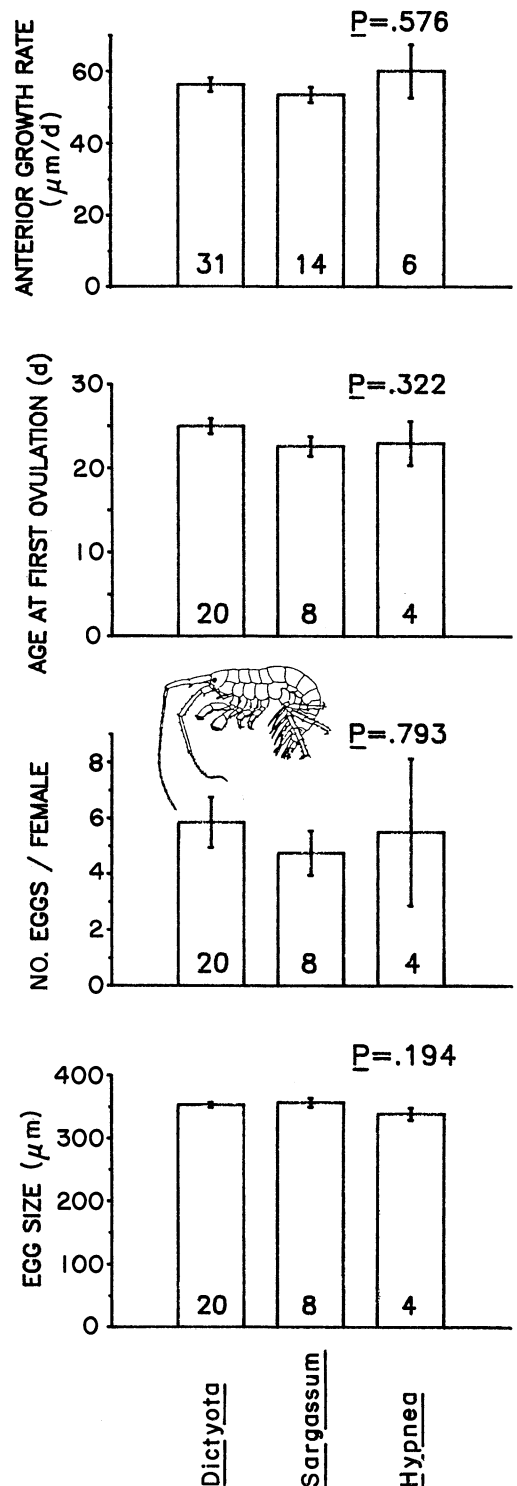 P=.576
ANTERIOR GROWTH RATE
(μm/d)
60
40
20
0
31 14 6
P=.322
AGE AT FIRST OVULATION (d)
30
20
10
0
20 8 4
P=.793
NO. EGGS / FEMALE
8
6
4
2
0
20 8 4
P=.194
EGG SIZE (μm)
400
300
200
100
0
20 8 4
Dictyota
Sargassum
Hypnea